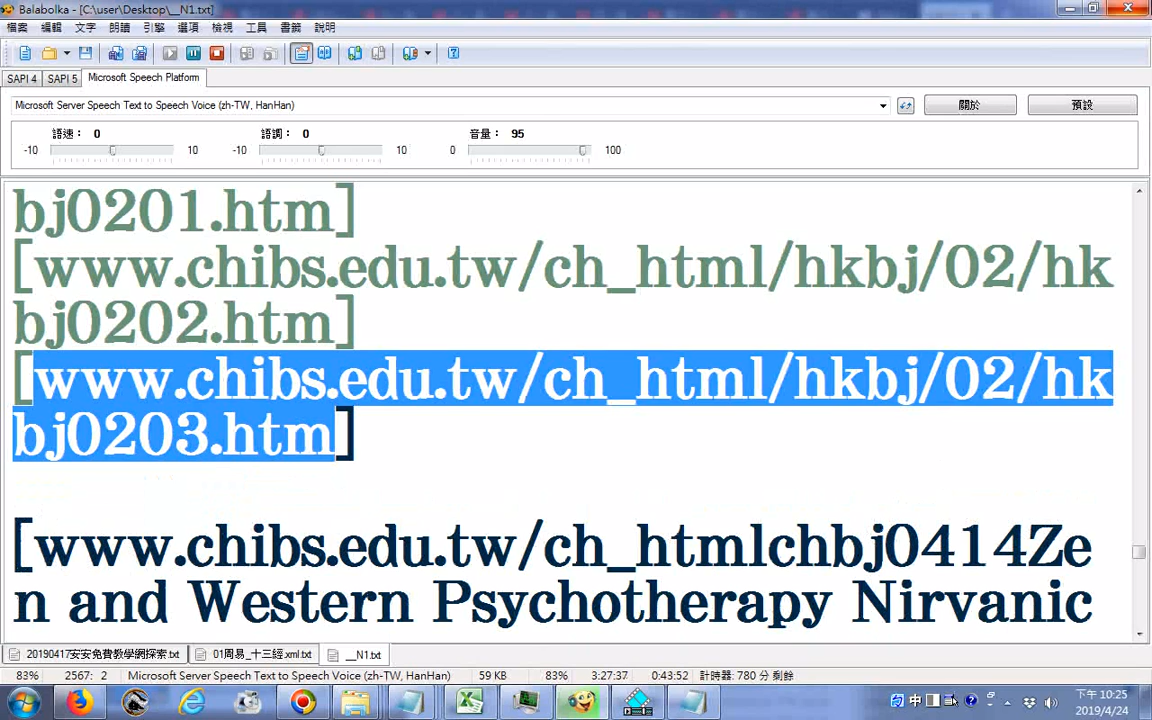 Balabolka - [C:\user\Desktop\__N1.txt]
檔案 編輯 文字 朗讀 引擎 選項 檢視 工具 書籤 說明
SAPI 4 SAPI 5 Microsoft Speech Platform
Microsoft Server Speech Text to Speech Voice (zh-TW, HanHan) 關於 預設
語速： 0 語調： 0 音量： 95
-10 10 -10 10 0 100
bj0201.htm]
[www.chibs.edu.tw/ch_html/hkbj/02/hk
bj0202.htm]
[www.chibs.edu.tw/ch_html/hkbj/02/hk
bj0203.htm]
[www.chibs.edu.tw/ch_htmlchbj0414Ze
n and Western Psychotherapy Nirvanic
20190417安安免費教學網探索.txt 01周易_十三經.xml.txt __N1.txt
83% 2567: 2 Microsoft Server Speech Text to Speech Voice (zh-TW, HanHan) 59 KB 83% 3:27:37 0:43:52 計時器: 780 分 剩餘
中 下午 10:25
2019/4/24